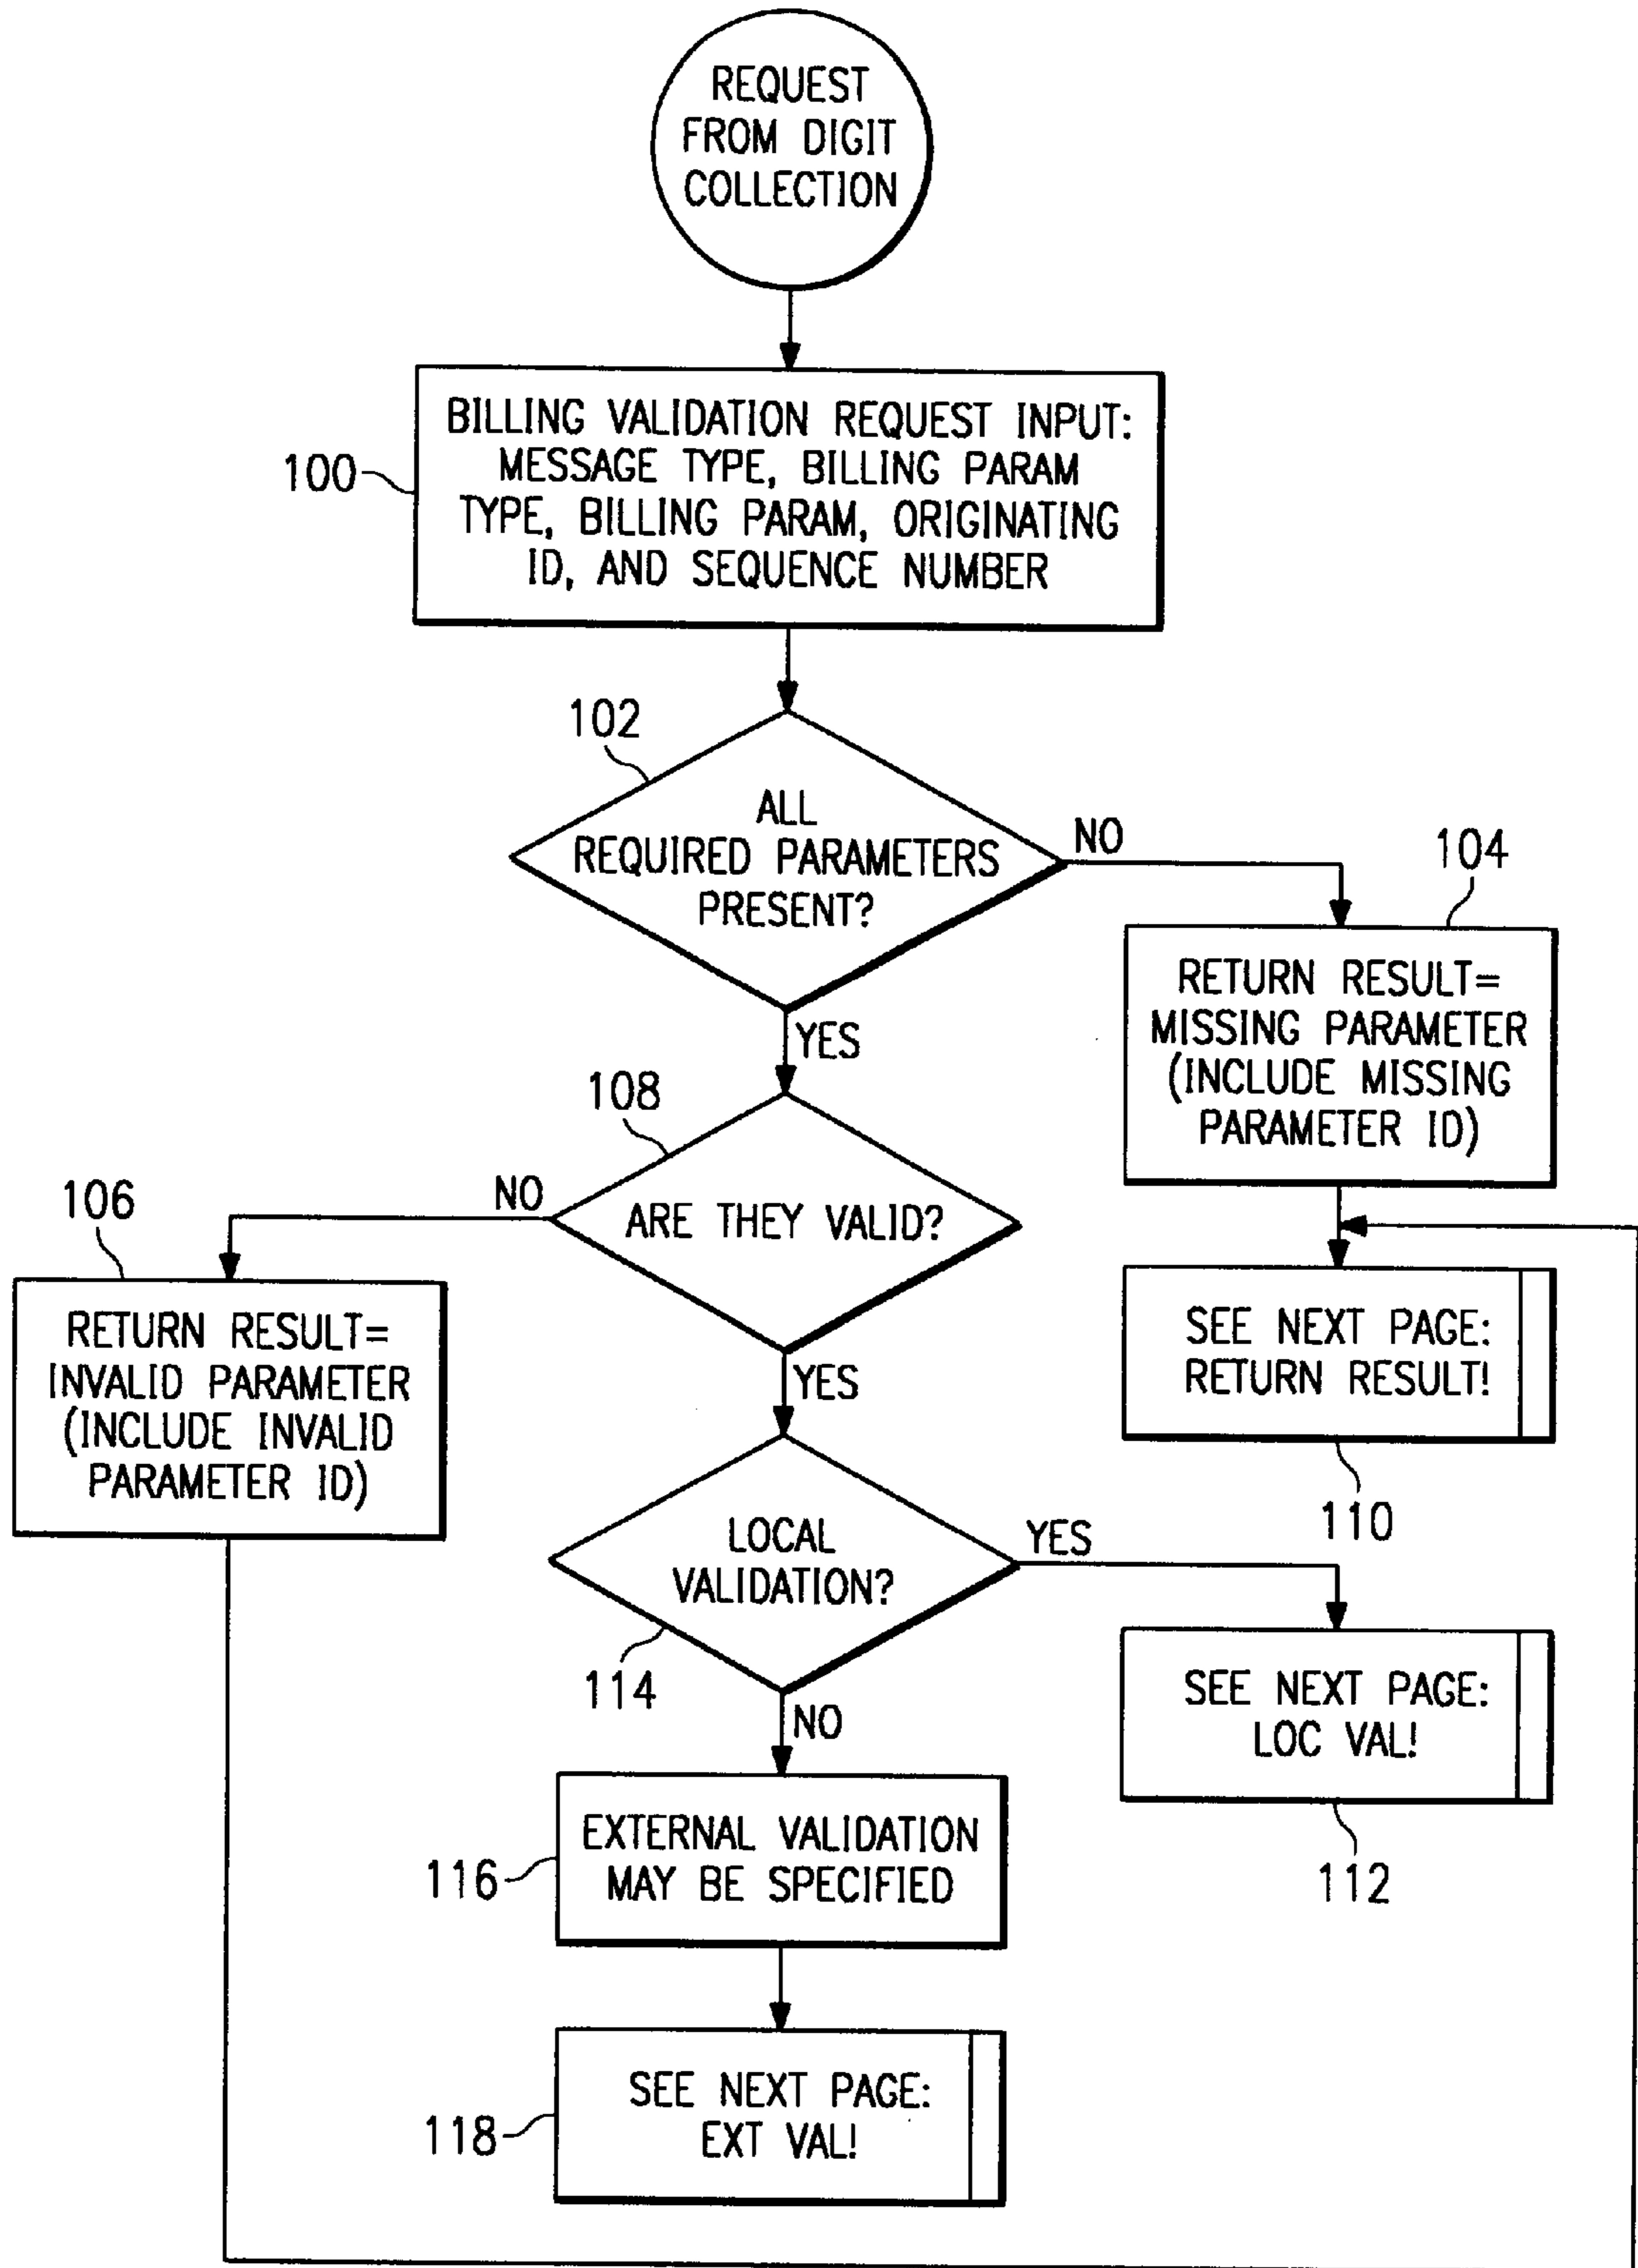 REQUEST
FROM DIGIT
COLLECTION
100
BILLING VALIDATION REQUEST INPUT:
MESSAGE TYPE, BILLING PARAM
TYPE, BILLING PARAM, ORIGINATING
ID, AND SEQUENCE NUMBER
102
ALL
REQUIRED PARAMETERS
PRESENT?
NO
YES
104
RETURN RESULT=
MISSING PARAMETER
(INCLUDE MISSING
PARAMETER ID)
108
ARE THEY VALID?
NO
YES
106
RETURN RESULT=
INVALID PARAMETER
(INCLUDE INVALID
PARAMETER ID)
SEE NEXT PAGE:
RETURN RESULT!
110
LOCAL
VALIDATION?
YES
114
NO
SEE NEXT PAGE:
LOC VAL!
112
EXTERNAL VALIDATION
MAY BE SPECIFIED
116
SEE NEXT PAGE:
EXT VAL!
118